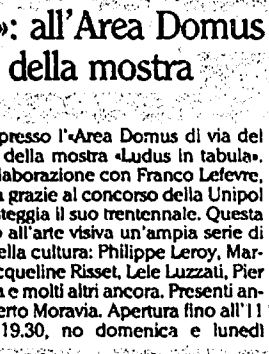 »: all'Area Domus
della mostra
presso l'«Area Domus di via del
della mostra «Ludus in tabula».
laborazione con Franco Lefevre,
a grazie al concorso della Unipol
teggia il suo trentennale. Questa
o all'arte visiva un'ampia serie di
ella cultura: Philippe Leroy, Mar-
cqueline Risset, Lele Luzzati, Pier
a e molti altri ancora. Presenti an-
erto Moravia. Apertura fino all'11
19.30, no domenica e lunedì